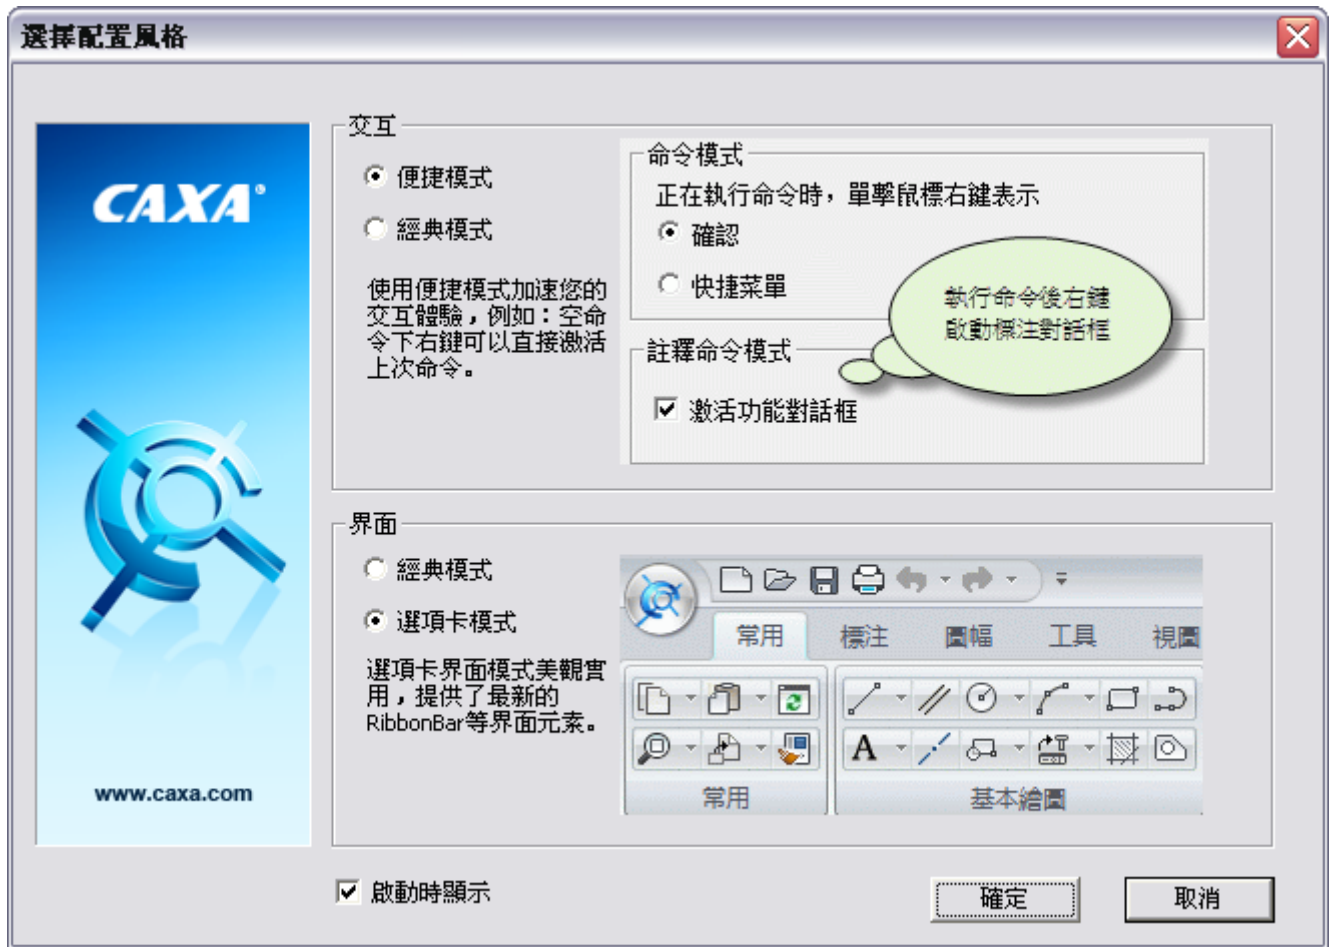 選擇配置風格
CAXA®
www.caxa.com
交互
便捷模式
經典模式
使用便捷模式加速您的
交互體驗，例如：空命
令下右鍵可以直接激活
上次命令。
命令模式
正在執行命令時，單擊鼠標右鍵表示
確認
快捷菜單
執行命令後右鍵
啟動標注對話框
註釋命令模式
激活功能對話框
界面
經典模式
選項卡模式
選項卡界面模式美觀實
用，提供了最新的
RibbonBar等界面元素。
常用 標注 圖幅 工具 視圖
A
常用 基本繪圖
啟動時顯示
確定 取消